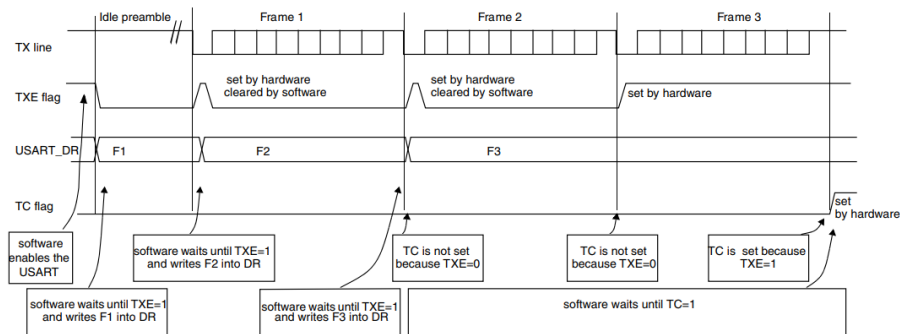 Idle preamble
Frame 1
Frame 2
Frame 3
TX line
TXE flag
set by hardware
cleared by software
set by hardware
cleared by software
set by hardware
USART_DR
F1
F2
F3
TC flag
set
by hardware
software
enables the
USART
software waits until TXE=1
and writes F2 into DR
TC is not set
because TXE=0
TC is not set
because TXE=0
TC is set because
TXE=1
software waits until TXE=1
and writes F1 into DR
software waits until TXE=1
and writes F3 into DR
software waits until TC=1